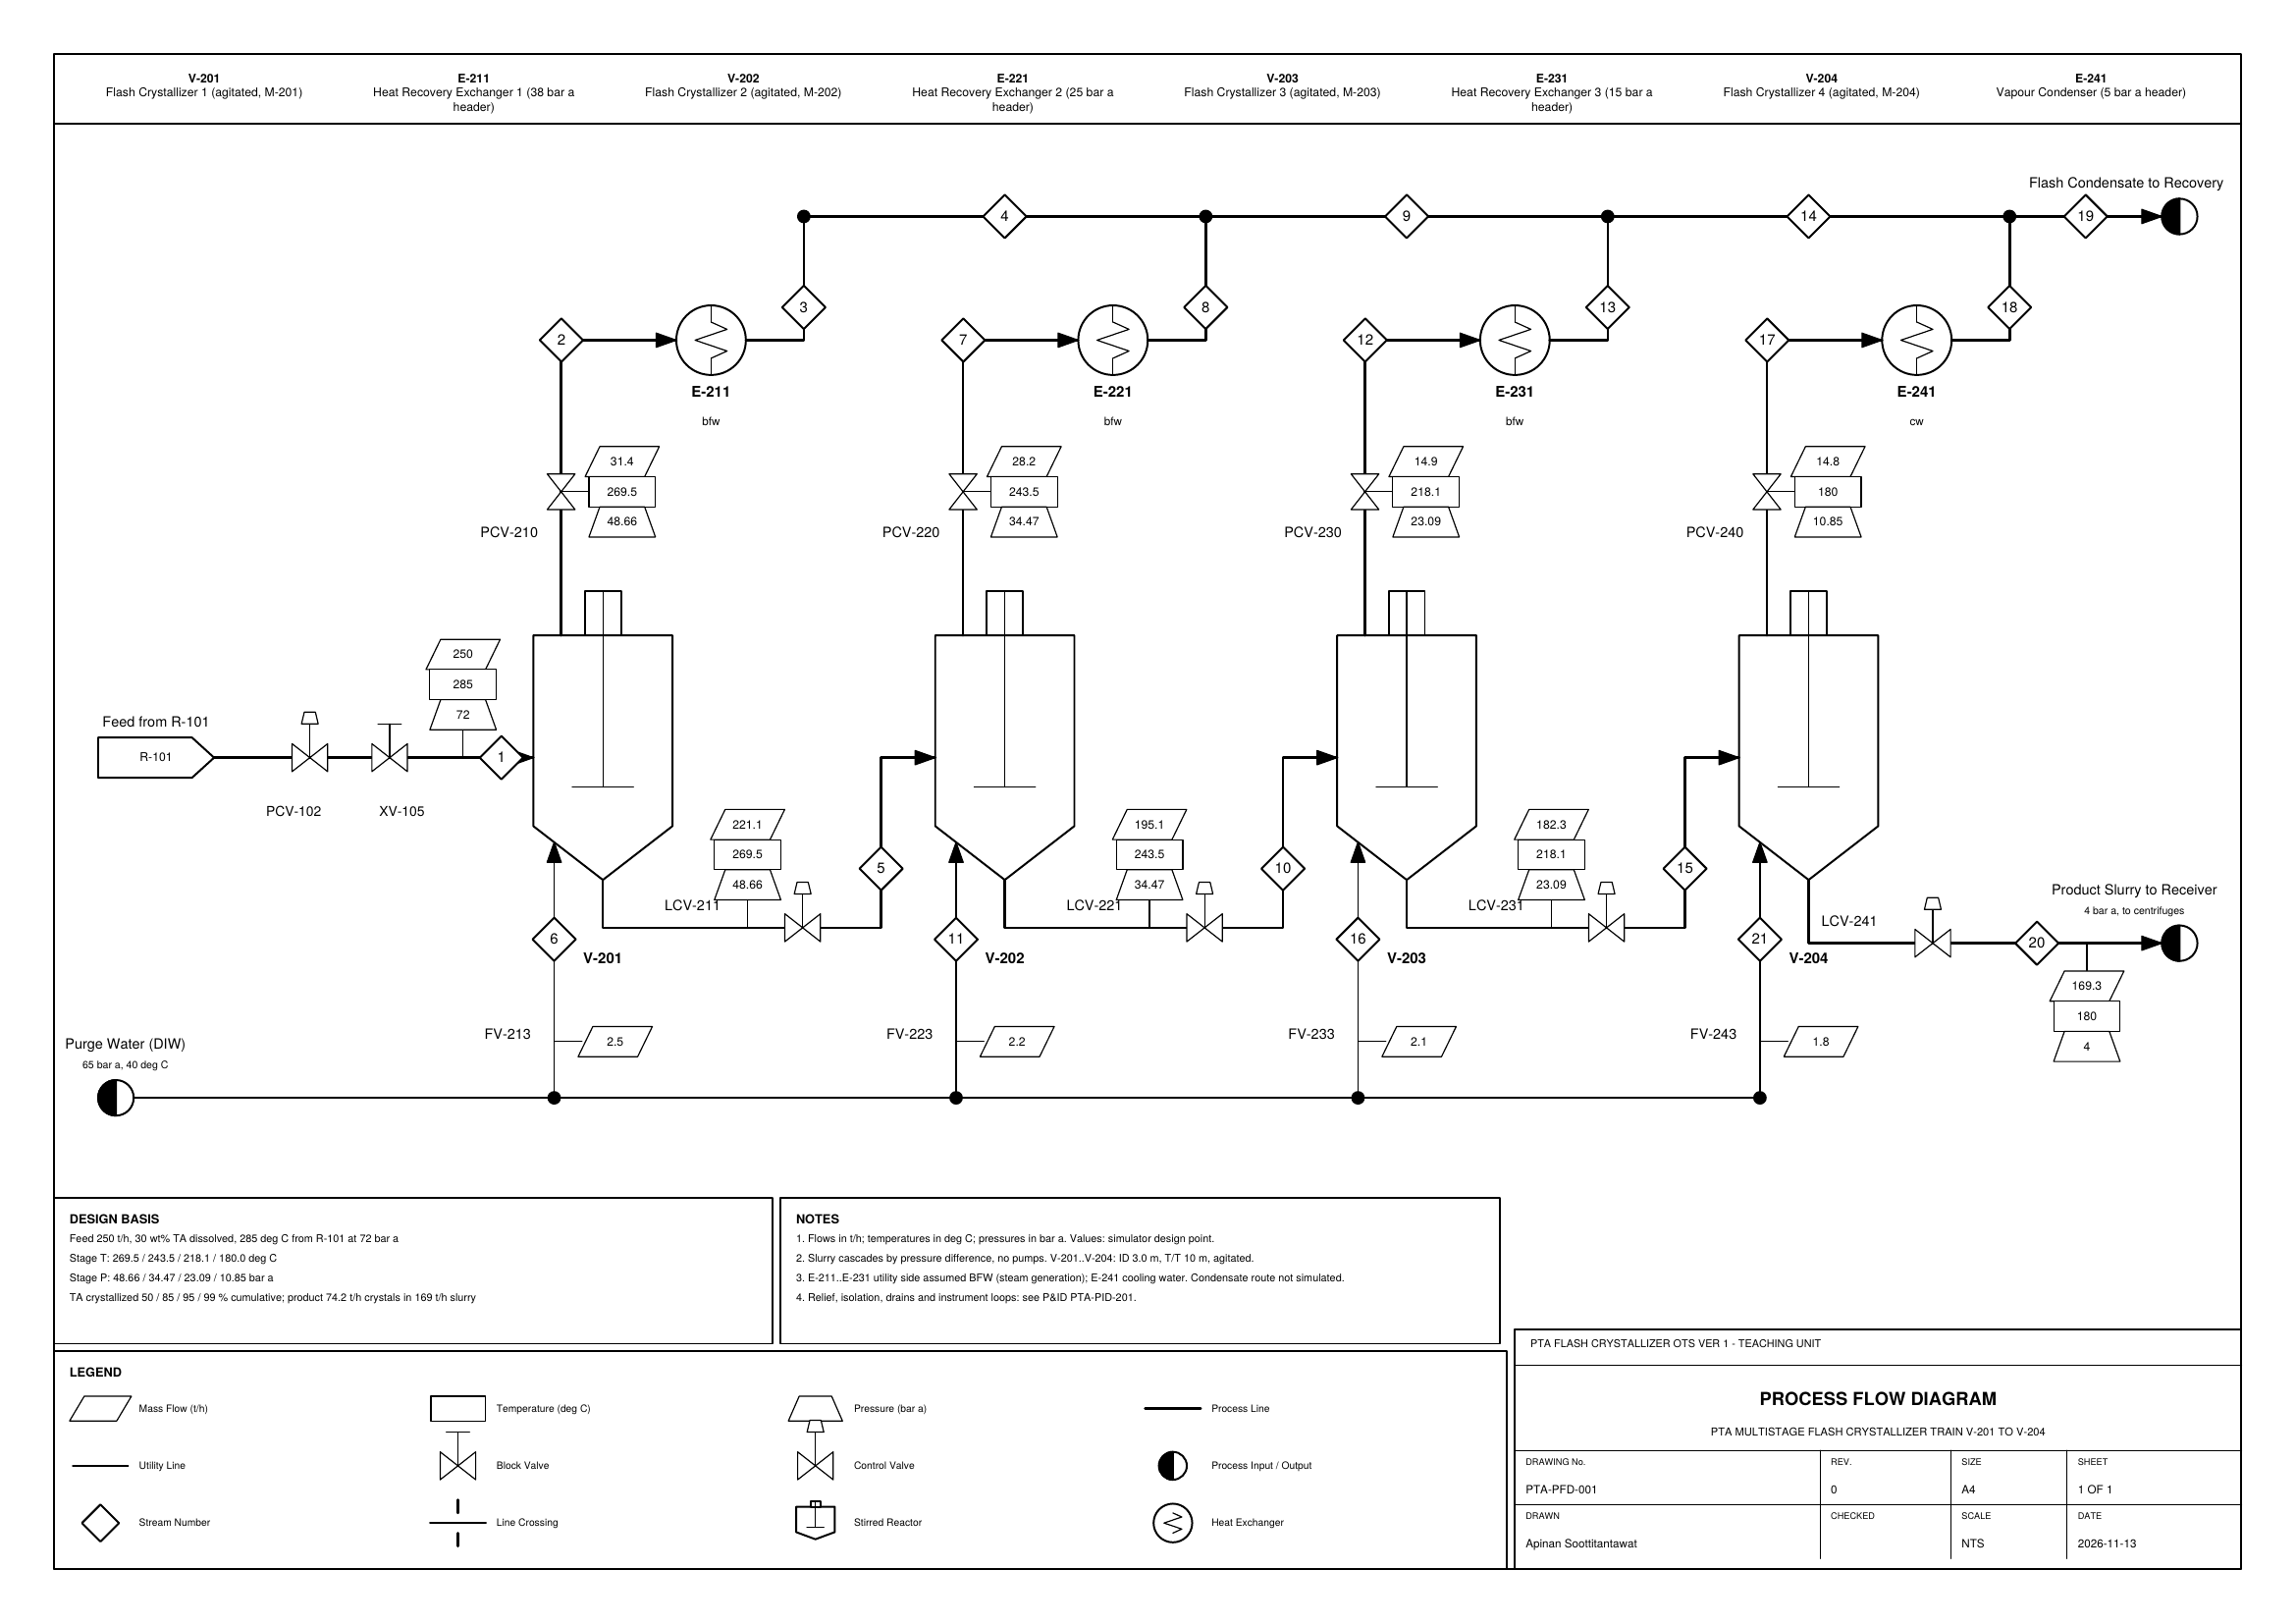 V-201
Flash Crystallizer 1 (agitated, M-201)
E-211
Heat Recovery Exchanger 1 (38 bar a
header)
V-202
Flash Crystallizer 2 (agitated, M-202)
E-221
Heat Recovery Exchanger 2 (25 bar a
header)
V-203
Flash Crystallizer 3 (agitated, M-203)
E-231
Heat Recovery Exchanger 3 (15 bar a
header)
V-204
Flash Crystallizer 4 (agitated, M-204)
E-241
Vapour Condenser (5 bar a header)
Flash Condensate to Recovery
4
9
14
19
3
8
13
18
2
7
12
17
E-211
E-221
E-231
E-241
bfw
bfw
bfw
cw
31.4
269.5
48.66
PCV-210
28.2
243.5
34.47
PCV-220
14.9
218.1
23.09
PCV-230
14.8
180
10.85
PCV-240
250
285
72
Feed from R-101
R-101
1
PCV-102
XV-105
221.1
269.5
48.66
LCV-211
5
195.1
243.5
34.47
LCV-221
10
182.3
218.1
23.09
LCV-231
15
Product Slurry to Receiver
4 bar a, to centrifuges
LCV-241
20
169.3
180
4
6
V-201
11
V-202
16
V-203
21
V-204
FV-213
2.5
FV-223
2.2
FV-233
2.1
FV-243
1.8
Purge Water (DIW)
65 bar a, 40 deg C
DESIGN BASIS
Feed 250 t/h, 30 wt% TA dissolved, 285 deg C from R-101 at 72 bar a
Stage T: 269.5 / 243.5 / 218.1 / 180.0 deg C
Stage P: 48.66 / 34.47 / 23.09 / 10.85 bar a
TA crystallized 50 / 85 / 95 / 99 % cumulative; product 74.2 t/h crystals in 169 t/h slurry
NOTES
1. Flows in t/h; temperatures in deg C; pressures in bar a. Values: simulator design point.
2. Slurry cascades by pressure difference, no pumps. V-201..V-204: ID 3.0 m, T/T 10 m, agitated.
3. E-211..E-231 utility side assumed BFW (steam generation); E-241 cooling water. Condensate route not simulated.
4. Relief, isolation, drains and instrument loops: see P&ID PTA-PID-201.
LEGEND
Mass Flow (t/h)
Temperature (deg C)
Pressure (bar a)
Process Line
Utility Line
Block Valve
Control Valve
Process Input / Output
Stream Number
Line Crossing
Stirred Reactor
Heat Exchanger
PTA FLASH CRYSTALLIZER OTS VER 1 - TEACHING UNIT
PROCESS FLOW DIAGRAM
PTA MULTISTAGE FLASH CRYSTALLIZER TRAIN V-201 TO V-204
DRAWING No.
PTA-PFD-001
REV.
0
SIZE
A4
SHEET
1 OF 1
DRAWN
Apinan Soottitantawat
CHECKED
SCALE
NTS
DATE
2026-11-13